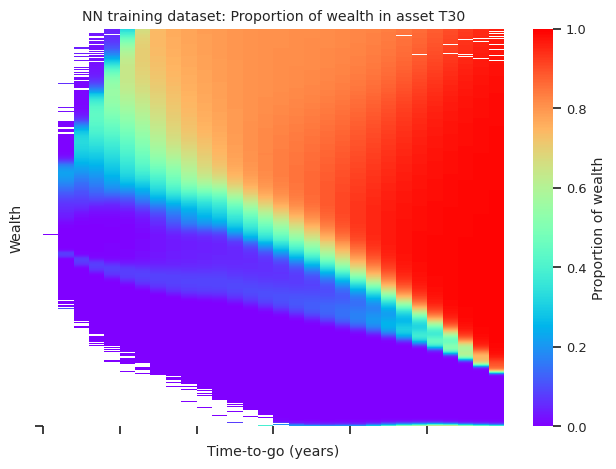 NN training dataset: Proportion of wealth in asset T30
Wealth
Time-to-go (years)
1.0
0.8
0.6
0.4
0.2
0.0
Proportion of wealth